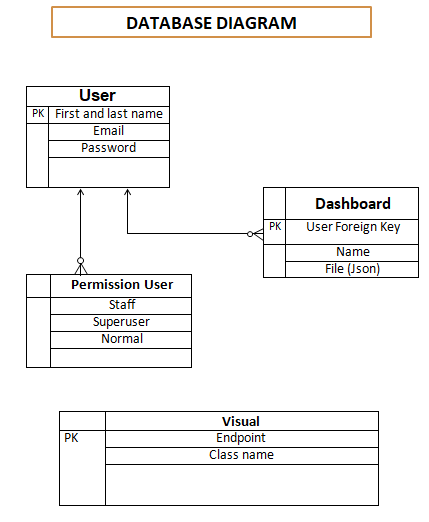 DATABASE DIAGRAM
User
PK First and last name
Email
Password
Dashboard
PK User Foreign Key
Name
File (Json)
Permission User
Staff
Superuser
Normal
Visual
PK Endpoint
Class name